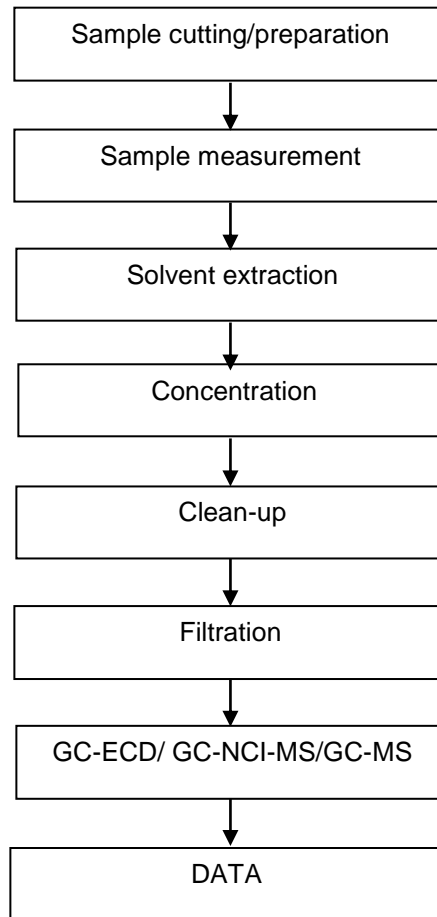 Sample cutting/preparation
Sample measurement
Solvent extraction
Concentration
Clean-up
Filtration
GC-ECD/ GC-NCI-MS/GC-MS
DATA